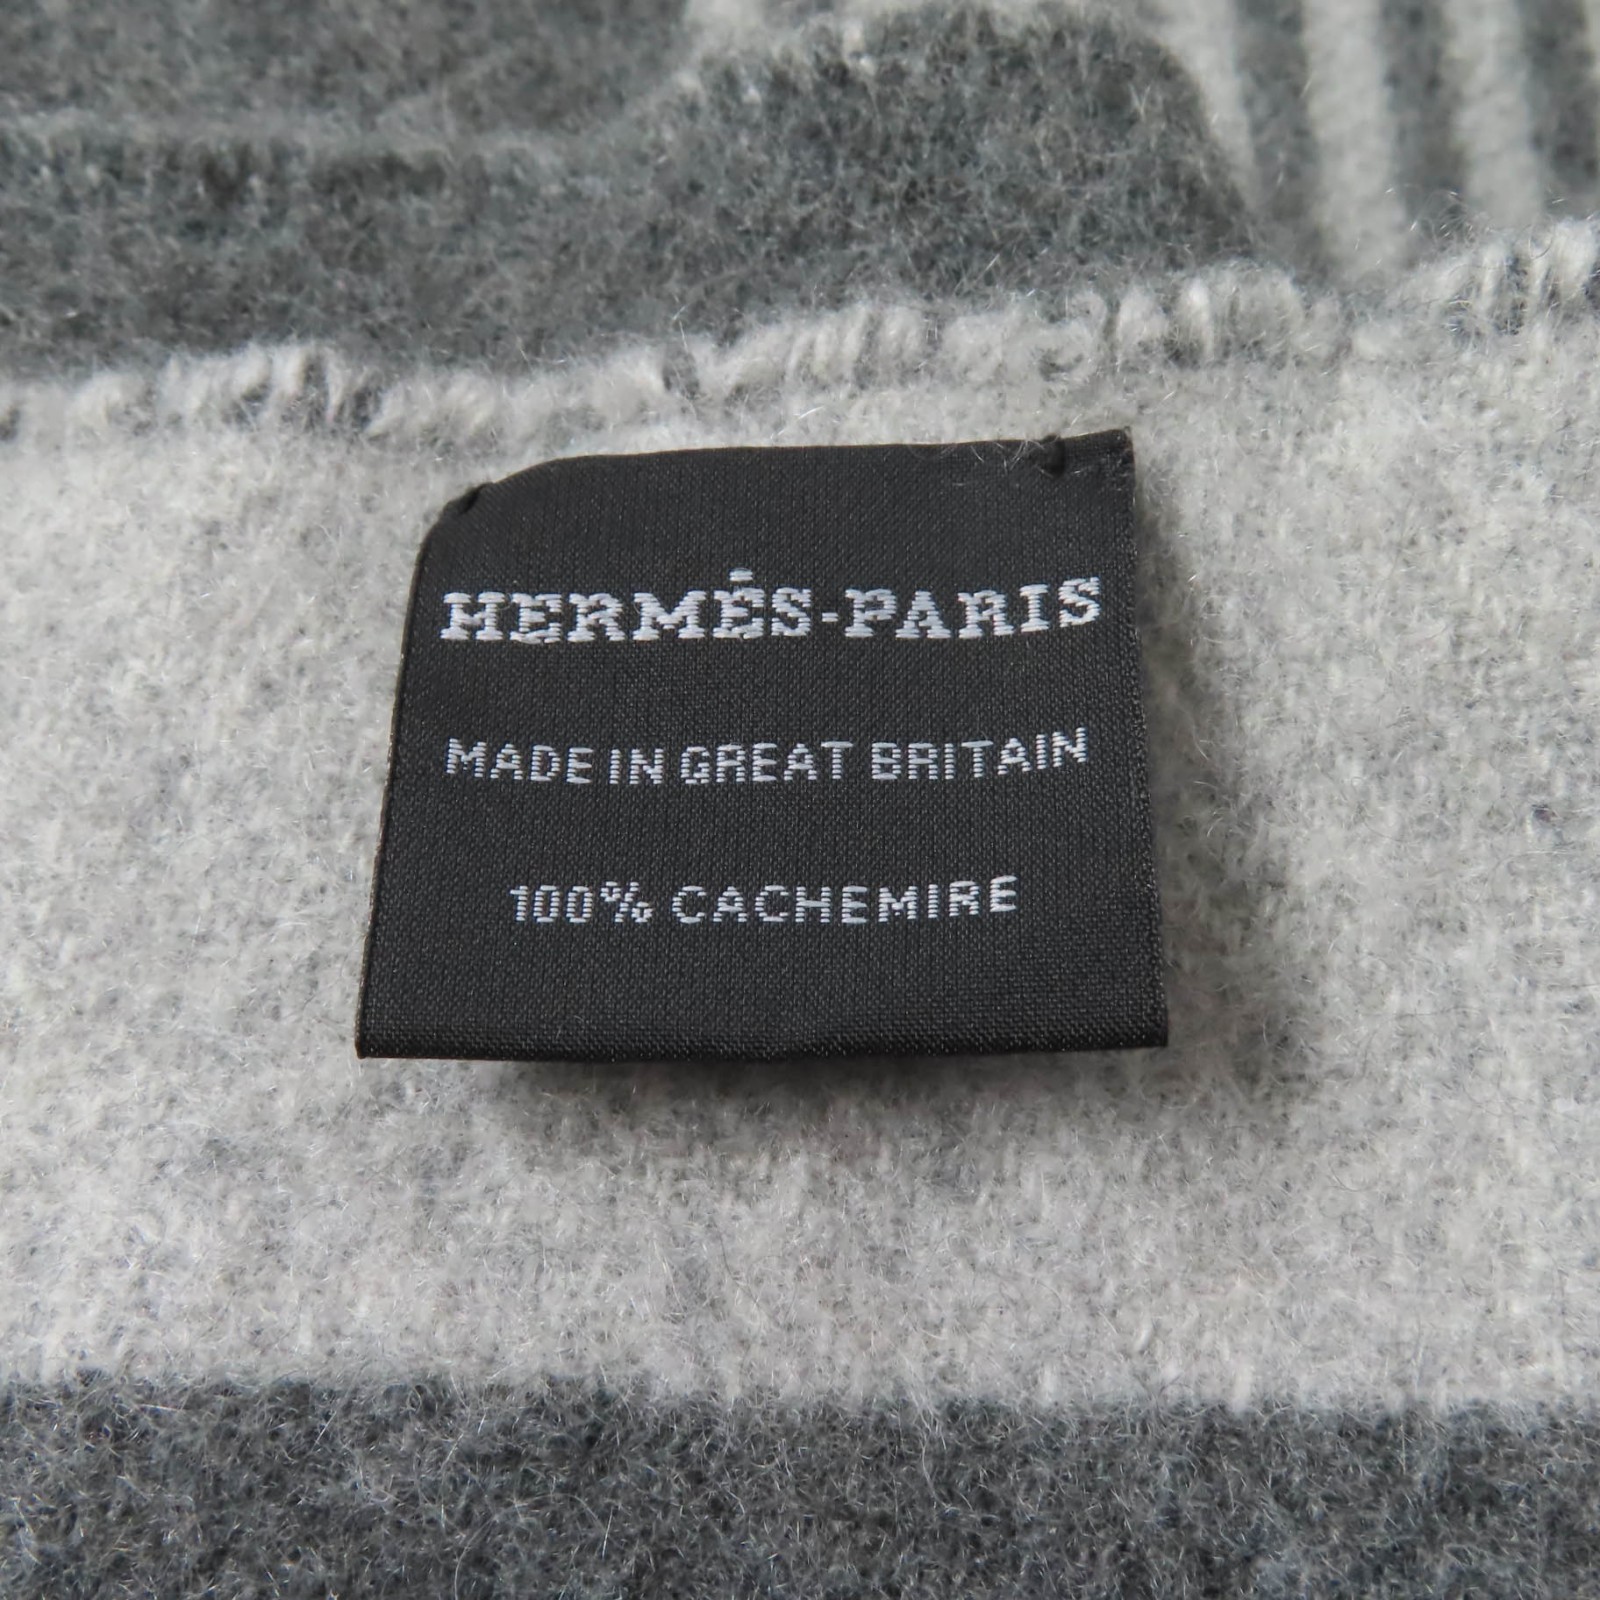 HERMÈS-PARIS
MADE IN GREAT BRITAIN
100% CACHEMIRE